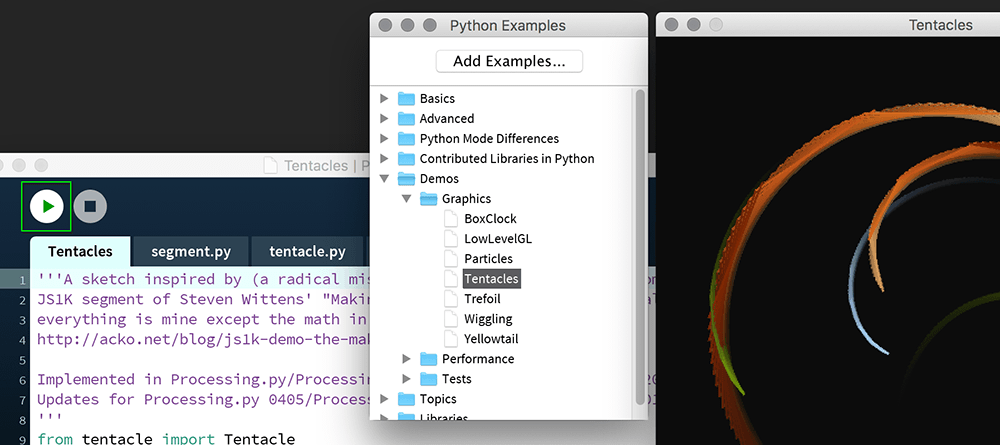 Python Examples
Add Examples...
Basics
Advanced
Python Mode Differences
Contributed Libraries in Python
Demos
Graphics
BoxClock
LowLevelGL
Particles
Tentacles
Trefoil
Wiggling
Yellowtail
Performance
Tests
Topics
Libraries
Tentacles
Tentacles | P
Tentacles
segment.py
tentacle.py
1 '''A sketch inspired by (a radical mis
2 JS1K segment of Steven Wittens' "Makin
3 everything is mine except the math in
4 http://acko.net/blog/js1k-demo-the-mak
5
6 Implemented in Processing.py/Processin
7 Updates for Processing.py 0405/Process
8 '''
9 from tentacle import Tentacle